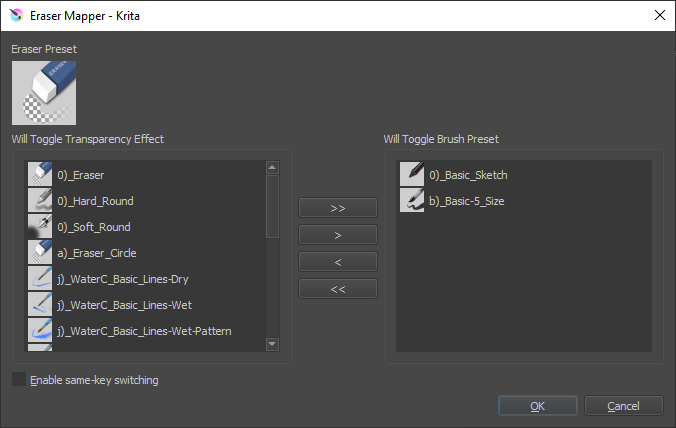 Eraser Mapper - Krita
Eraser Preset
Will Toggle Transparency Effect
0)_Eraser
0)_Hard_Round
0)_Soft_Round
a)_Eraser_Circle
j)_WaterC_Basic_Lines-Dry
j)_WaterC_Basic_Lines-Wet
j)_WaterC_Basic_Lines-Wet-Pattern
>>
>
<
<<
Will Toggle Brush Preset
0)_Basic_Sketch
b)_Basic-5_Size
Enable same-key switching
OK
Cancel